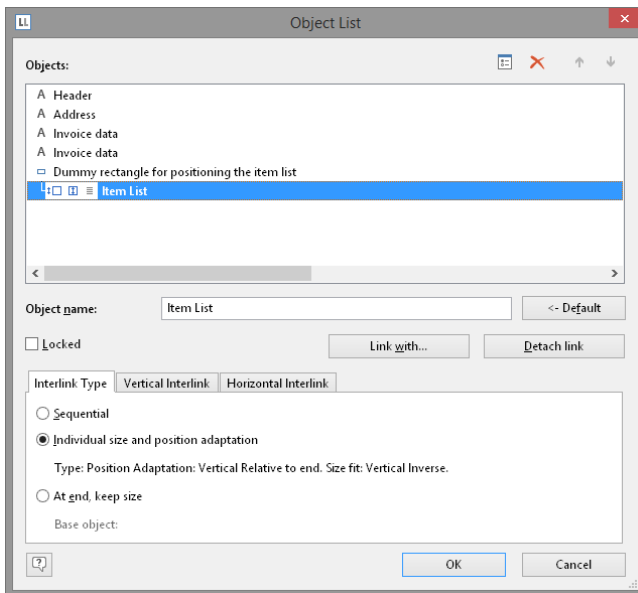 LL Object List
Objects:
A Header
A Address
A Invoice data
A Invoice data
Dummy rectangle for positioning the item list
Item List
Object name: Item List <- Default
Locked Link with... Detach link
Interlink Type Vertical Interlink Horizontal Interlink
Sequential
Individual size and position adaptation
Type: Position Adaptation: Vertical Relative to end. Size fit: Vertical Inverse.
At end, keep size
Base object:
? OK Cancel